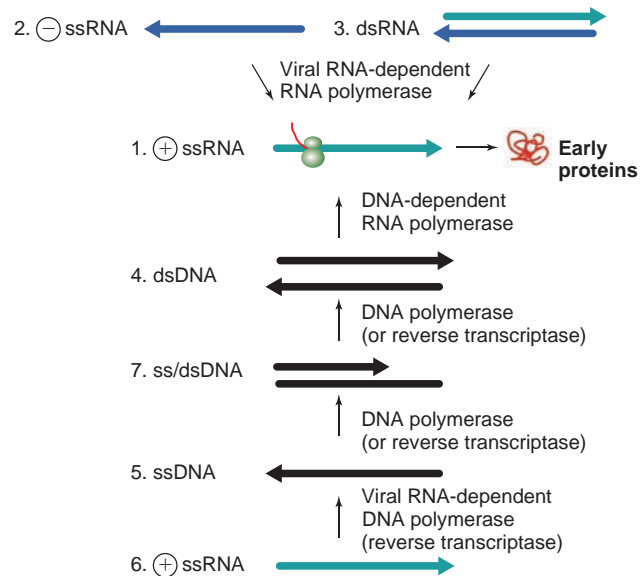 2. ⊖ ssRNA
3. dsRNA
Viral RNA-dependent
RNA polymerase
1. ⊕ ssRNA
Early
proteins
DNA-dependent
RNA polymerase
4. dsDNA
DNA polymerase
(or reverse transcriptase)
7. ss/dsDNA
DNA polymerase
(or reverse transcriptase)
5. ssDNA
Viral RNA-dependent
DNA polymerase
(reverse transcriptase)
6. ⊕ ssRNA